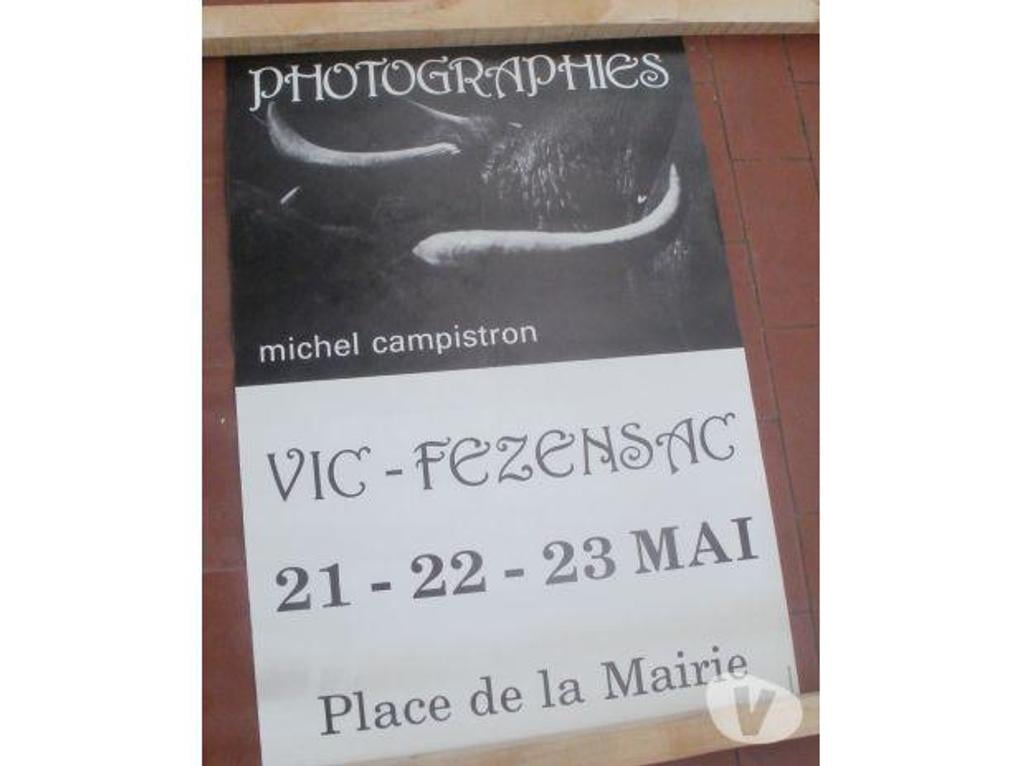 PHOTOGRAPHIES
michel campistron
VIC - FEZENSAC
21 - 22 - 23 MAI
Place de la Mairie
V